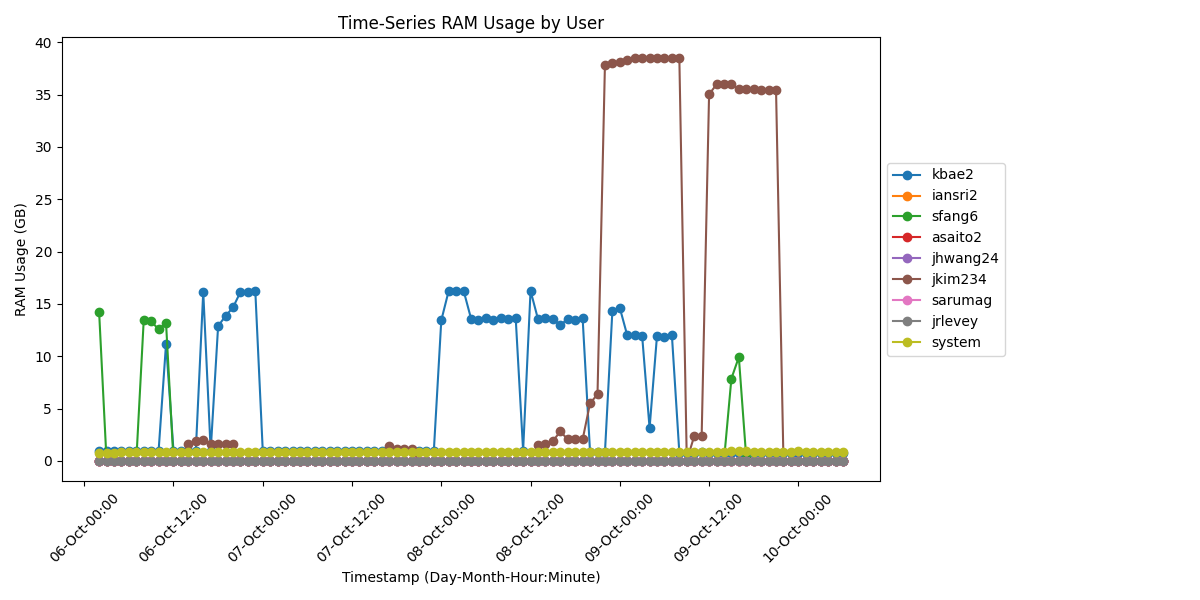 Time-Series RAM Usage by User
RAM Usage (GB)
40
35
30
25
20
15
10
5
0
06-Oct-00:00
06-Oct-12:00
07-Oct-00:00
07-Oct-12:00
08-Oct-00:00
08-Oct-12:00
09-Oct-00:00
09-Oct-12:00
10-Oct-00:00
Timestamp (Day-Month-Hour:Minute)
kbae2
iansri2
sfang6
asaito2
jhwang24
jkim234
sarumag
jrlevey
system